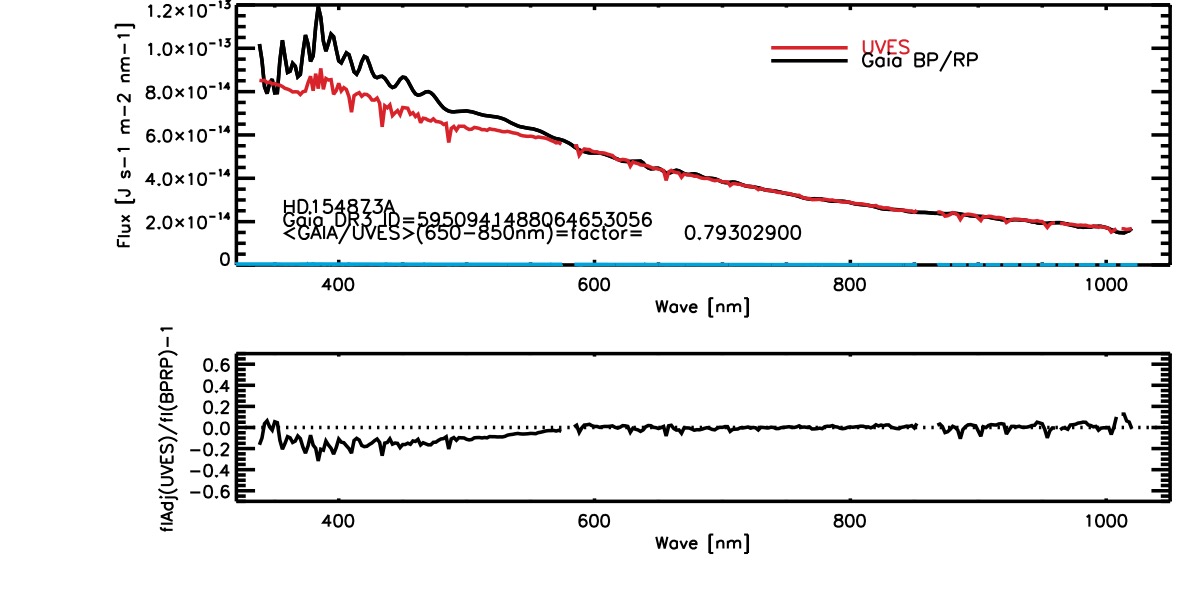 1.2×10−13
1.0×10−13
8.0×10−14
6.0×10−14
4.0×10−14
2.0×10−14
0
Flux [J s−1 m−2 nm−1]
UVES
Gaia BP/RP
HD154873A
Gaia DR3 ID=5950941488064653056
<GAIA/UVES>(650−850nm)=factor= 0.79302900
400 600 800 1000
Wave [nm]
0.6
0.4
0.2
0.0
−0.2
−0.4
−0.6
flAdj(UVES)/fl(BPRP)−1
400 600 800 1000
Wave [nm]